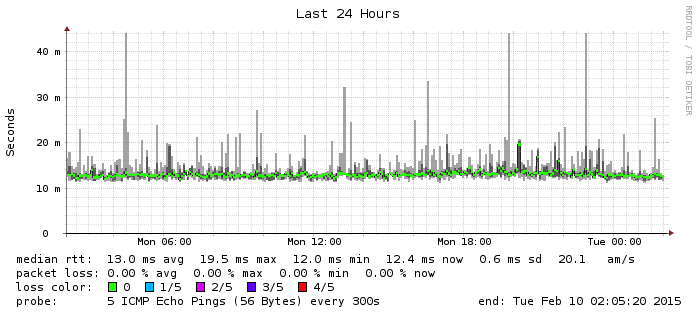 Last 24 Hours
RRDTOOL / TOBI OETIKER
Seconds
40 m
30 m
20 m
10 m
0
Mon 06:00 Mon 12:00 Mon 18:00 Tue 00:00
median rtt: 13.0 ms avg 19.5 ms max 12.0 ms min 12.4 ms now 0.6 ms sd 20.1 am/s
packet loss: 0.00 % avg 0.00 % max 0.00 % min 0.00 % now
loss color: 0 1/5 2/5 3/5 4/5
probe: 5 ICMP Echo Pings (56 Bytes) every 300s end: Tue Feb 10 02:05:20 2015